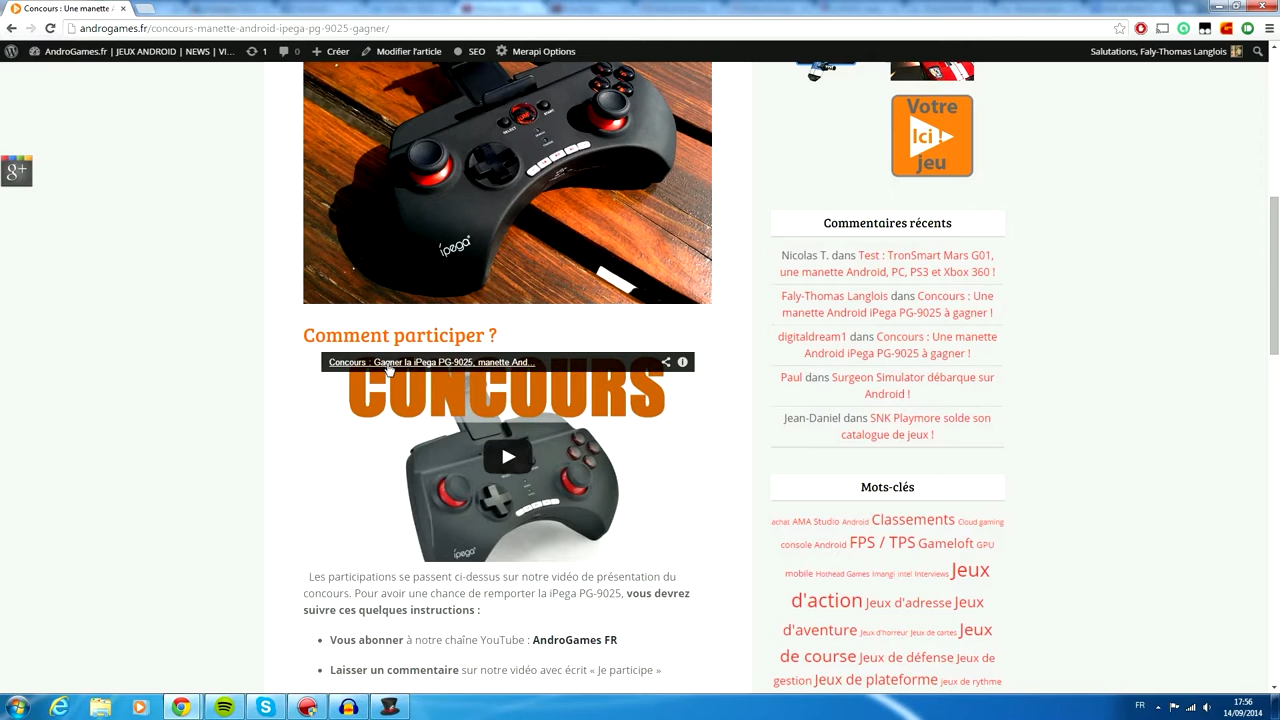 Concours : Une manette
androgames.fr/concours-manette-android-ipega-pg-9025-gagner/
AndroGames.fr | JEUX ANDROID | NEWS | VI... 1 0 Créer Modifier l'article SEO Merapi Options Salutations, Faly-Thomas Langlois
g+
SELECT START
ípega
Votre
Ici !
jeu
Commentaires récents
Nicolas T. dans Test : TronSmart Mars G01,
une manette Android, PC, PS3 et Xbox 360 !
Faly-Thomas Langlois dans Concours : Une
manette Android iPega PG-9025 à gagner !
digitaldream1 dans Concours : Une manette
Android iPega PG-9025 à gagner !
Paul dans Surgeon Simulator débarque sur
Android !
Jean-Daniel dans SNK Playmore solde son
catalogue de jeux !
Comment participer ?
Concours : Gagner la iPega PG-9025, manette And...
CONCOURS
ípega
Les participations se passent ci-dessus sur notre vidéo de présentation du
concours. Pour avoir une chance de remporter la iPega PG-9025, vous devrez
suivre ces quelques instructions :
• Vous abonner à notre chaîne YouTube : AndroGames FR
• Laisser un commentaire sur notre vidéo avec écrit « Je participe »
Mots-clés
achat AMA Studio Android Classements Cloud gaming
console Android FPS / TPS Gameloft GPU
mobile Hothead Games Imangi intel Interviews Jeux
d'action Jeux d'adresse Jeux
d'aventure Jeux d'horreur Jeux de cartes Jeux
de course Jeux de défense Jeux de
gestion Jeux de plateforme jeux de rythme
FR 17:56
14/09/2014